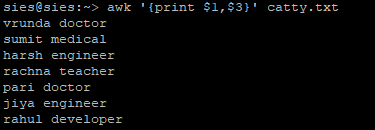 sies@sies:~> awk '{print $1,$3}' catty.txt
vrunda doctor
sumit medical
harsh engineer
rachna teacher
pari doctor
jiya engineer
rahul developer